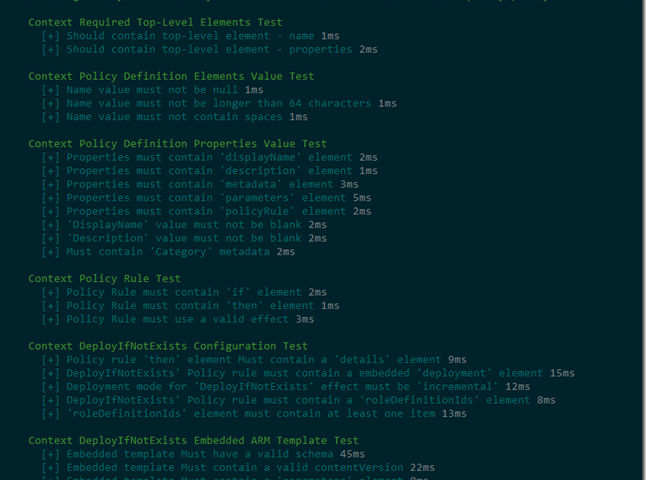 Context Required Top-Level Elements Test
[+] Should contain top-level element - name 1ms
[+] Should contain top-level element - properties 2ms
Context Policy Definition Elements Value Test
[+] Name value must not be null 1ms
[+] Name value must not be longer than 64 characters 1ms
[+] Name value must not contain spaces 1ms
Context Policy Definition Properties Value Test
[+] Properties must contain 'displayName' element 2ms
[+] Properties must contain 'description' element 1ms
[+] Properties must contain 'metadata' element 3ms
[+] Properties must contain 'parameters' element 5ms
[+] Properties must contain 'policyRule' element 2ms
[+] 'DisplayName' value must not be blank 2ms
[+] 'Description' value must not be blank 2ms
[+] Must contain 'Category' metadata 2ms
Context Policy Rule Test
[+] Policy Rule must contain 'if' element 2ms
[+] Policy Rule must contain 'then' element 1ms
[+] Policy Rule must use a valid effect 3ms
Context DeployIfNotExists Configuration Test
[+] Policy rule 'then' element Must contain a 'details' element 9ms
[+] DeployIfNotExists' Policy rule must contain a embedded 'deployment' element 15ms
[+] Deployment mode for 'DeployIfNotExists' effect must be 'incremental' 12ms
[+] DeployIfNotExists' Policy rule must contain a 'roleDefinitionIds' element 8ms
[+] 'roleDefinitionIds' element must contain at least one item 13ms
Context DeployIfNotExists Embedded ARM Template Test
[+] Embedded template Must have a valid schema 45ms
[+] Embedded template Must contain a valid contentVersion 22ms
[+] Embedded template Must contain a 'parameters' element